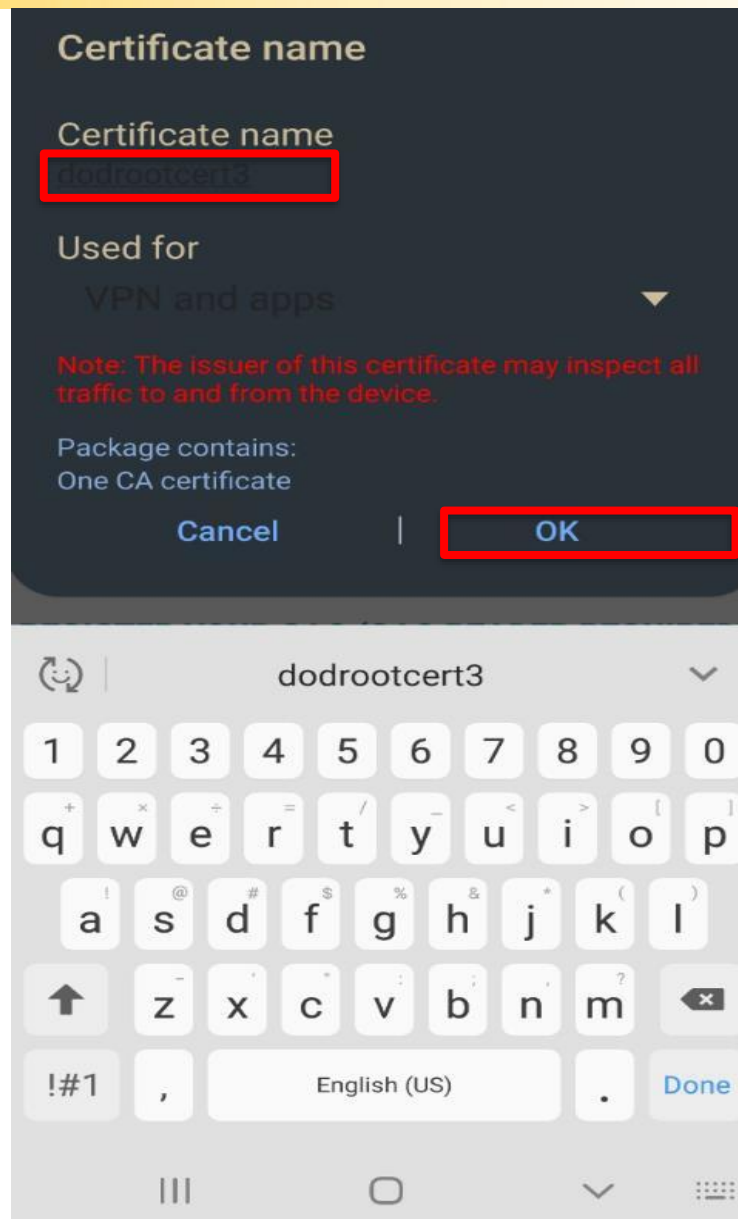 Certificate name
Certificate name
dodrootcert3
Used for
VPN and apps
Note: The issuer of this certificate may inspect all
traffic to and from the device.
Package contains:
One CA certificate
Cancel | OK
dodrootcert3
1 2 3 4 5 6 7 8 9 0
+ × ÷ = / _ < > [ ]
q w e r t y u i o p
! @ # $ % & * ( )
a s d f g h j k l
- ' " : ; , ?
z x c v b n m
!#1 , English (US) . Done